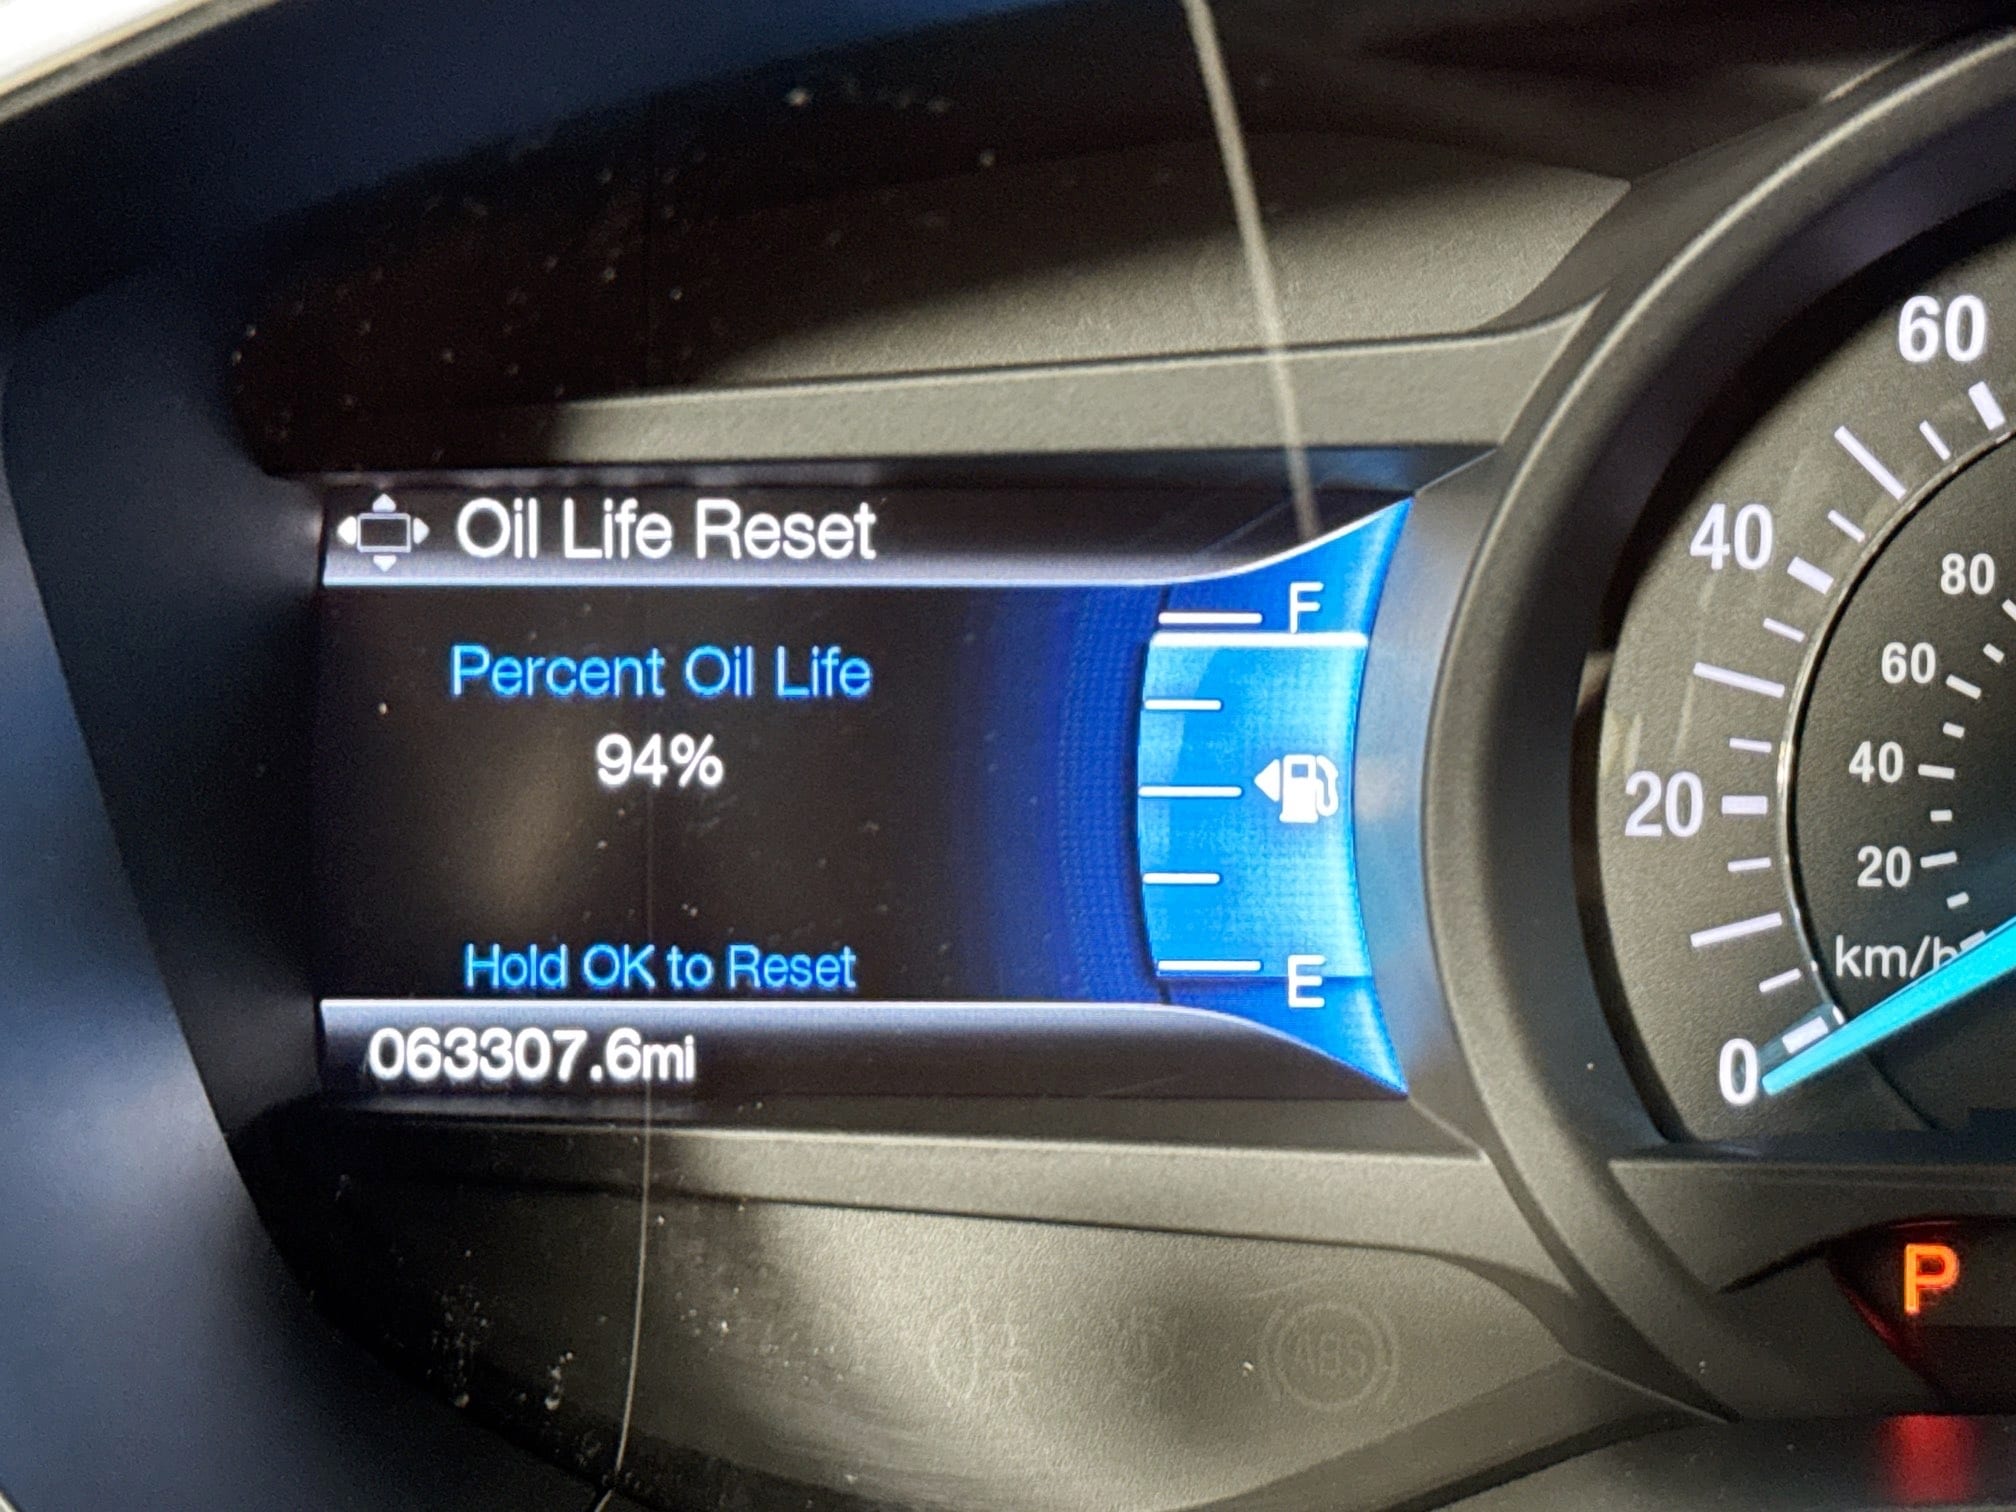 Oil Life Reset
F
Percent Oil Life
94%
E
Hold OK to Reset
063307.6mi
60
40
20
0
80
60
40
20
km/h
P
ABS